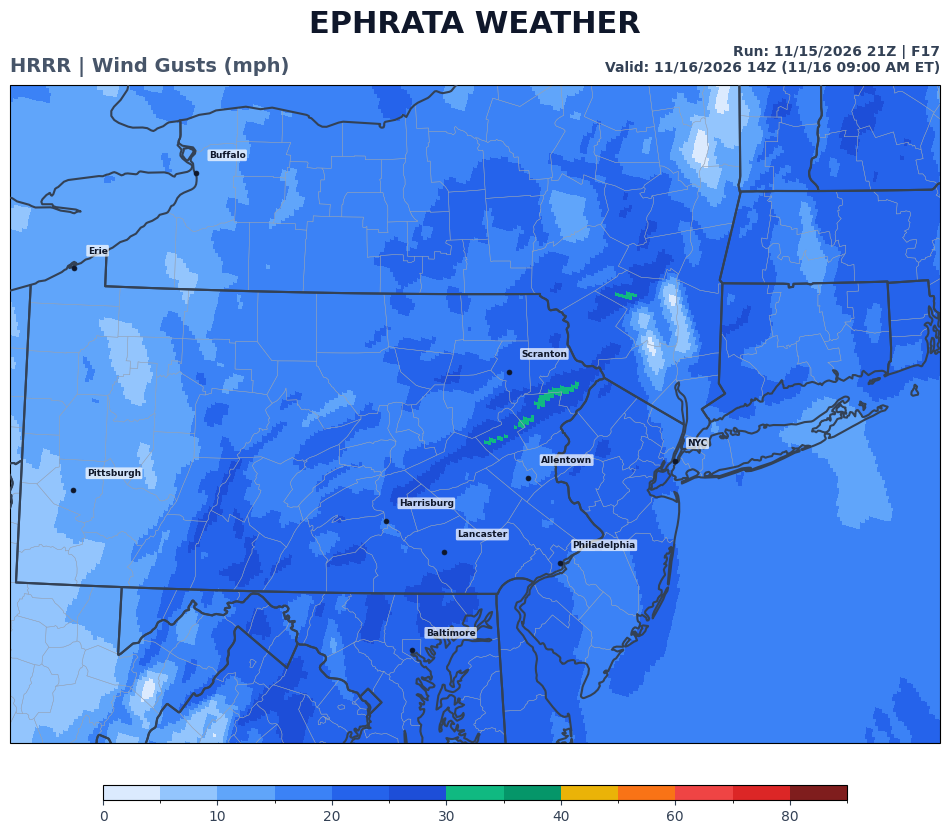 EPHRATA WEATHER
HRRR | Wind Gusts (mph)
Run: 11/15/2026 21Z | F17
Valid: 11/16/2026 14Z (11/16 09:00 AM ET)
Buffalo
Erie
Scranton
NYC
Allentown
Pittsburgh
Harrisburg
Lancaster
Philadelphia
Baltimore
0 10 20 30 40 60 80